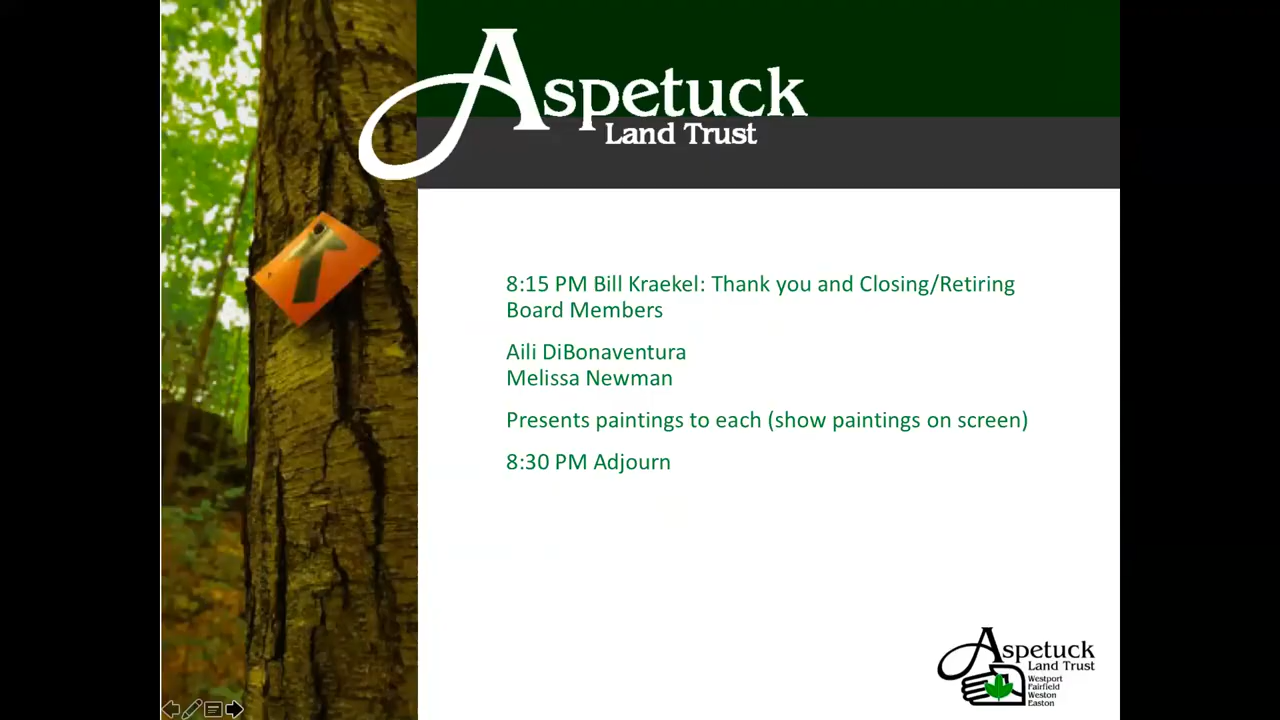 Aspetuck
Land Trust
8:15 PM Bill Kraekel: Thank you and Closing/Retiring
Board Members
Aili DiBonaventura
Melissa Newman
Presents paintings to each (show paintings on screen)
8:30 PM Adjourn
Aspetuck
Land Trust
Westport
Fairfield
Weston
Easton